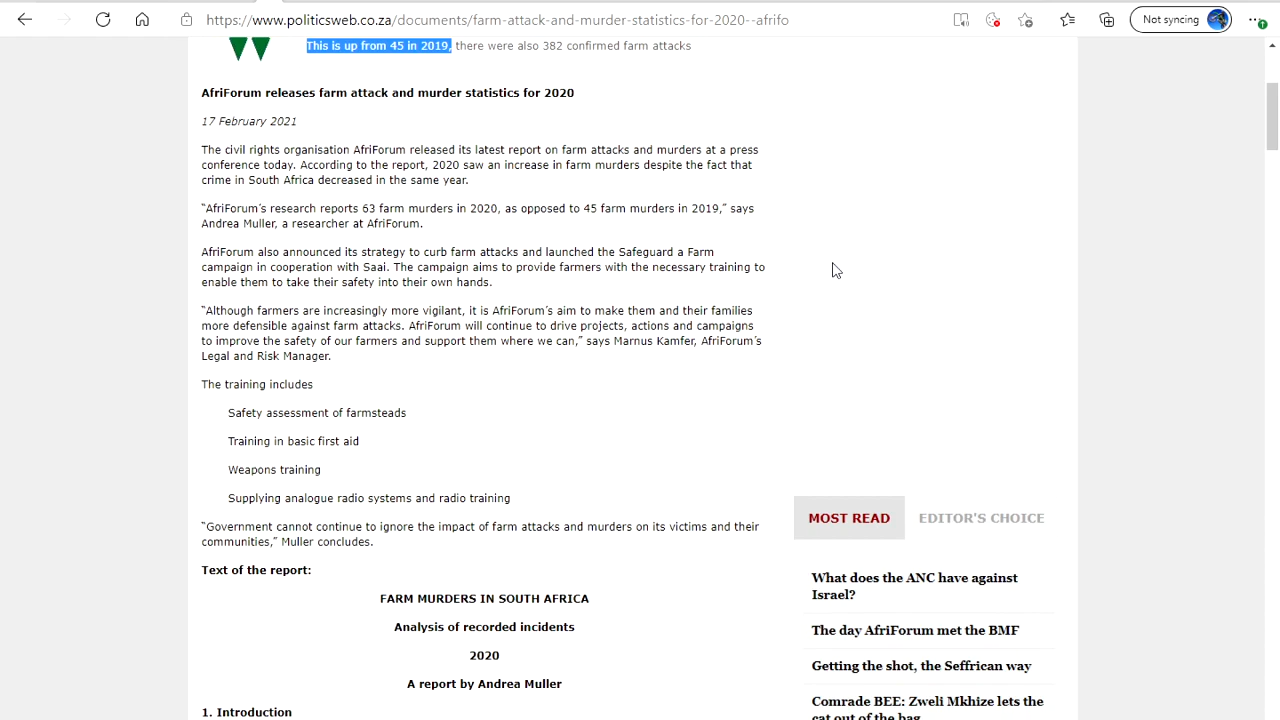 https://www.politicsweb.co.za/documents/farm-attack-and-murder-statistics-for-2020--afrifo
Not syncing
This is up from 45 in 2019, there were also 382 confirmed farm attacks
AfriForum releases farm attack and murder statistics for 2020
17 February 2021
The civil rights organisation AfriForum released its latest report on farm attacks and murders at a press
conference today. According to the report, 2020 saw an increase in farm murders despite the fact that
crime in South Africa decreased in the same year.
“AfriForum’s research reports 63 farm murders in 2020, as opposed to 45 farm murders in 2019,” says
Andrea Muller, a researcher at AfriForum.
AfriForum also announced its strategy to curb farm attacks and launched the Safeguard a Farm
campaign in cooperation with Saai. The campaign aims to provide farmers with the necessary training to
enable them to take their safety into their own hands.
“Although farmers are increasingly more vigilant, it is AfriForum’s aim to make them and their families
more defensible against farm attacks. AfriForum will continue to drive projects, actions and campaigns
to improve the safety of our farmers and support them where we can,” says Marnus Kamfer, AfriForum’s
Legal and Risk Manager.
The training includes
Safety assessment of farmsteads
Training in basic first aid
Weapons training
Supplying analogue radio systems and radio training
“Government cannot continue to ignore the impact of farm attacks and murders on its victims and their
communities,” Muller concludes.
Text of the report:
FARM MURDERS IN SOUTH AFRICA
Analysis of recorded incidents
2020
A report by Andrea Muller
1. Introduction
MOST READ
EDITOR'S CHOICE
What does the ANC have against
Israel?
The day AfriForum met the BMF
Getting the shot, the Seffrican way
Comrade BEE: Zweli Mkhize lets the
cat out of the bag